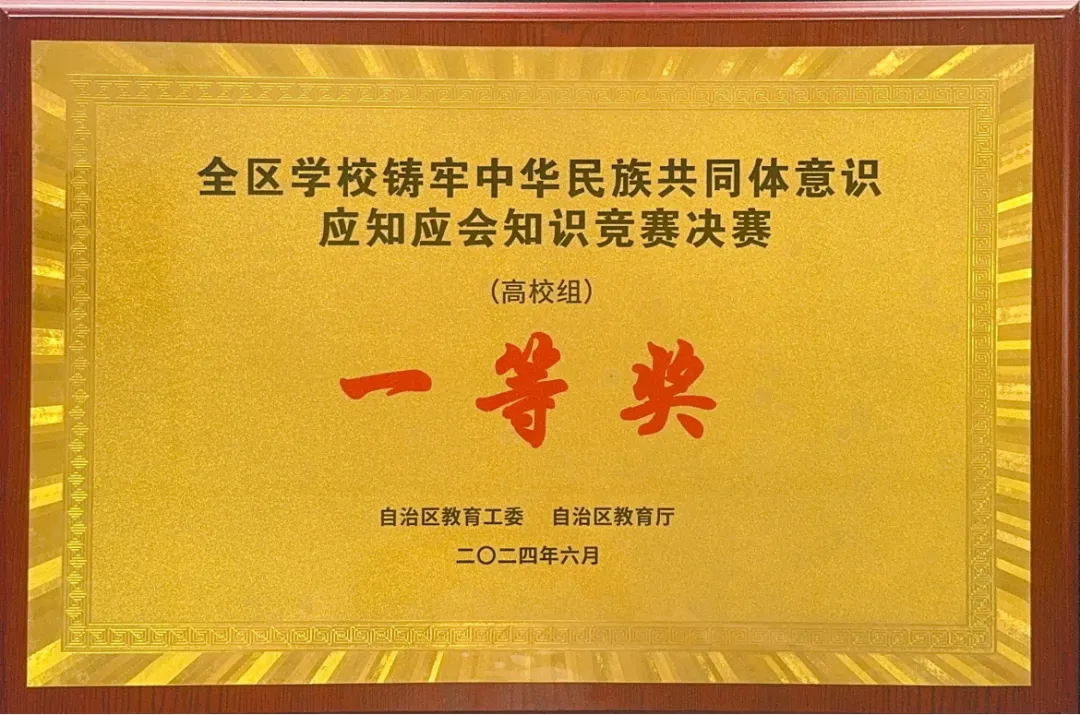 全区学校铸牢中华民族共同体意识
应知应会知识竞赛决赛
（高校组）
一等奖
自治区教育工委 自治区教育厅
二〇二四年六月